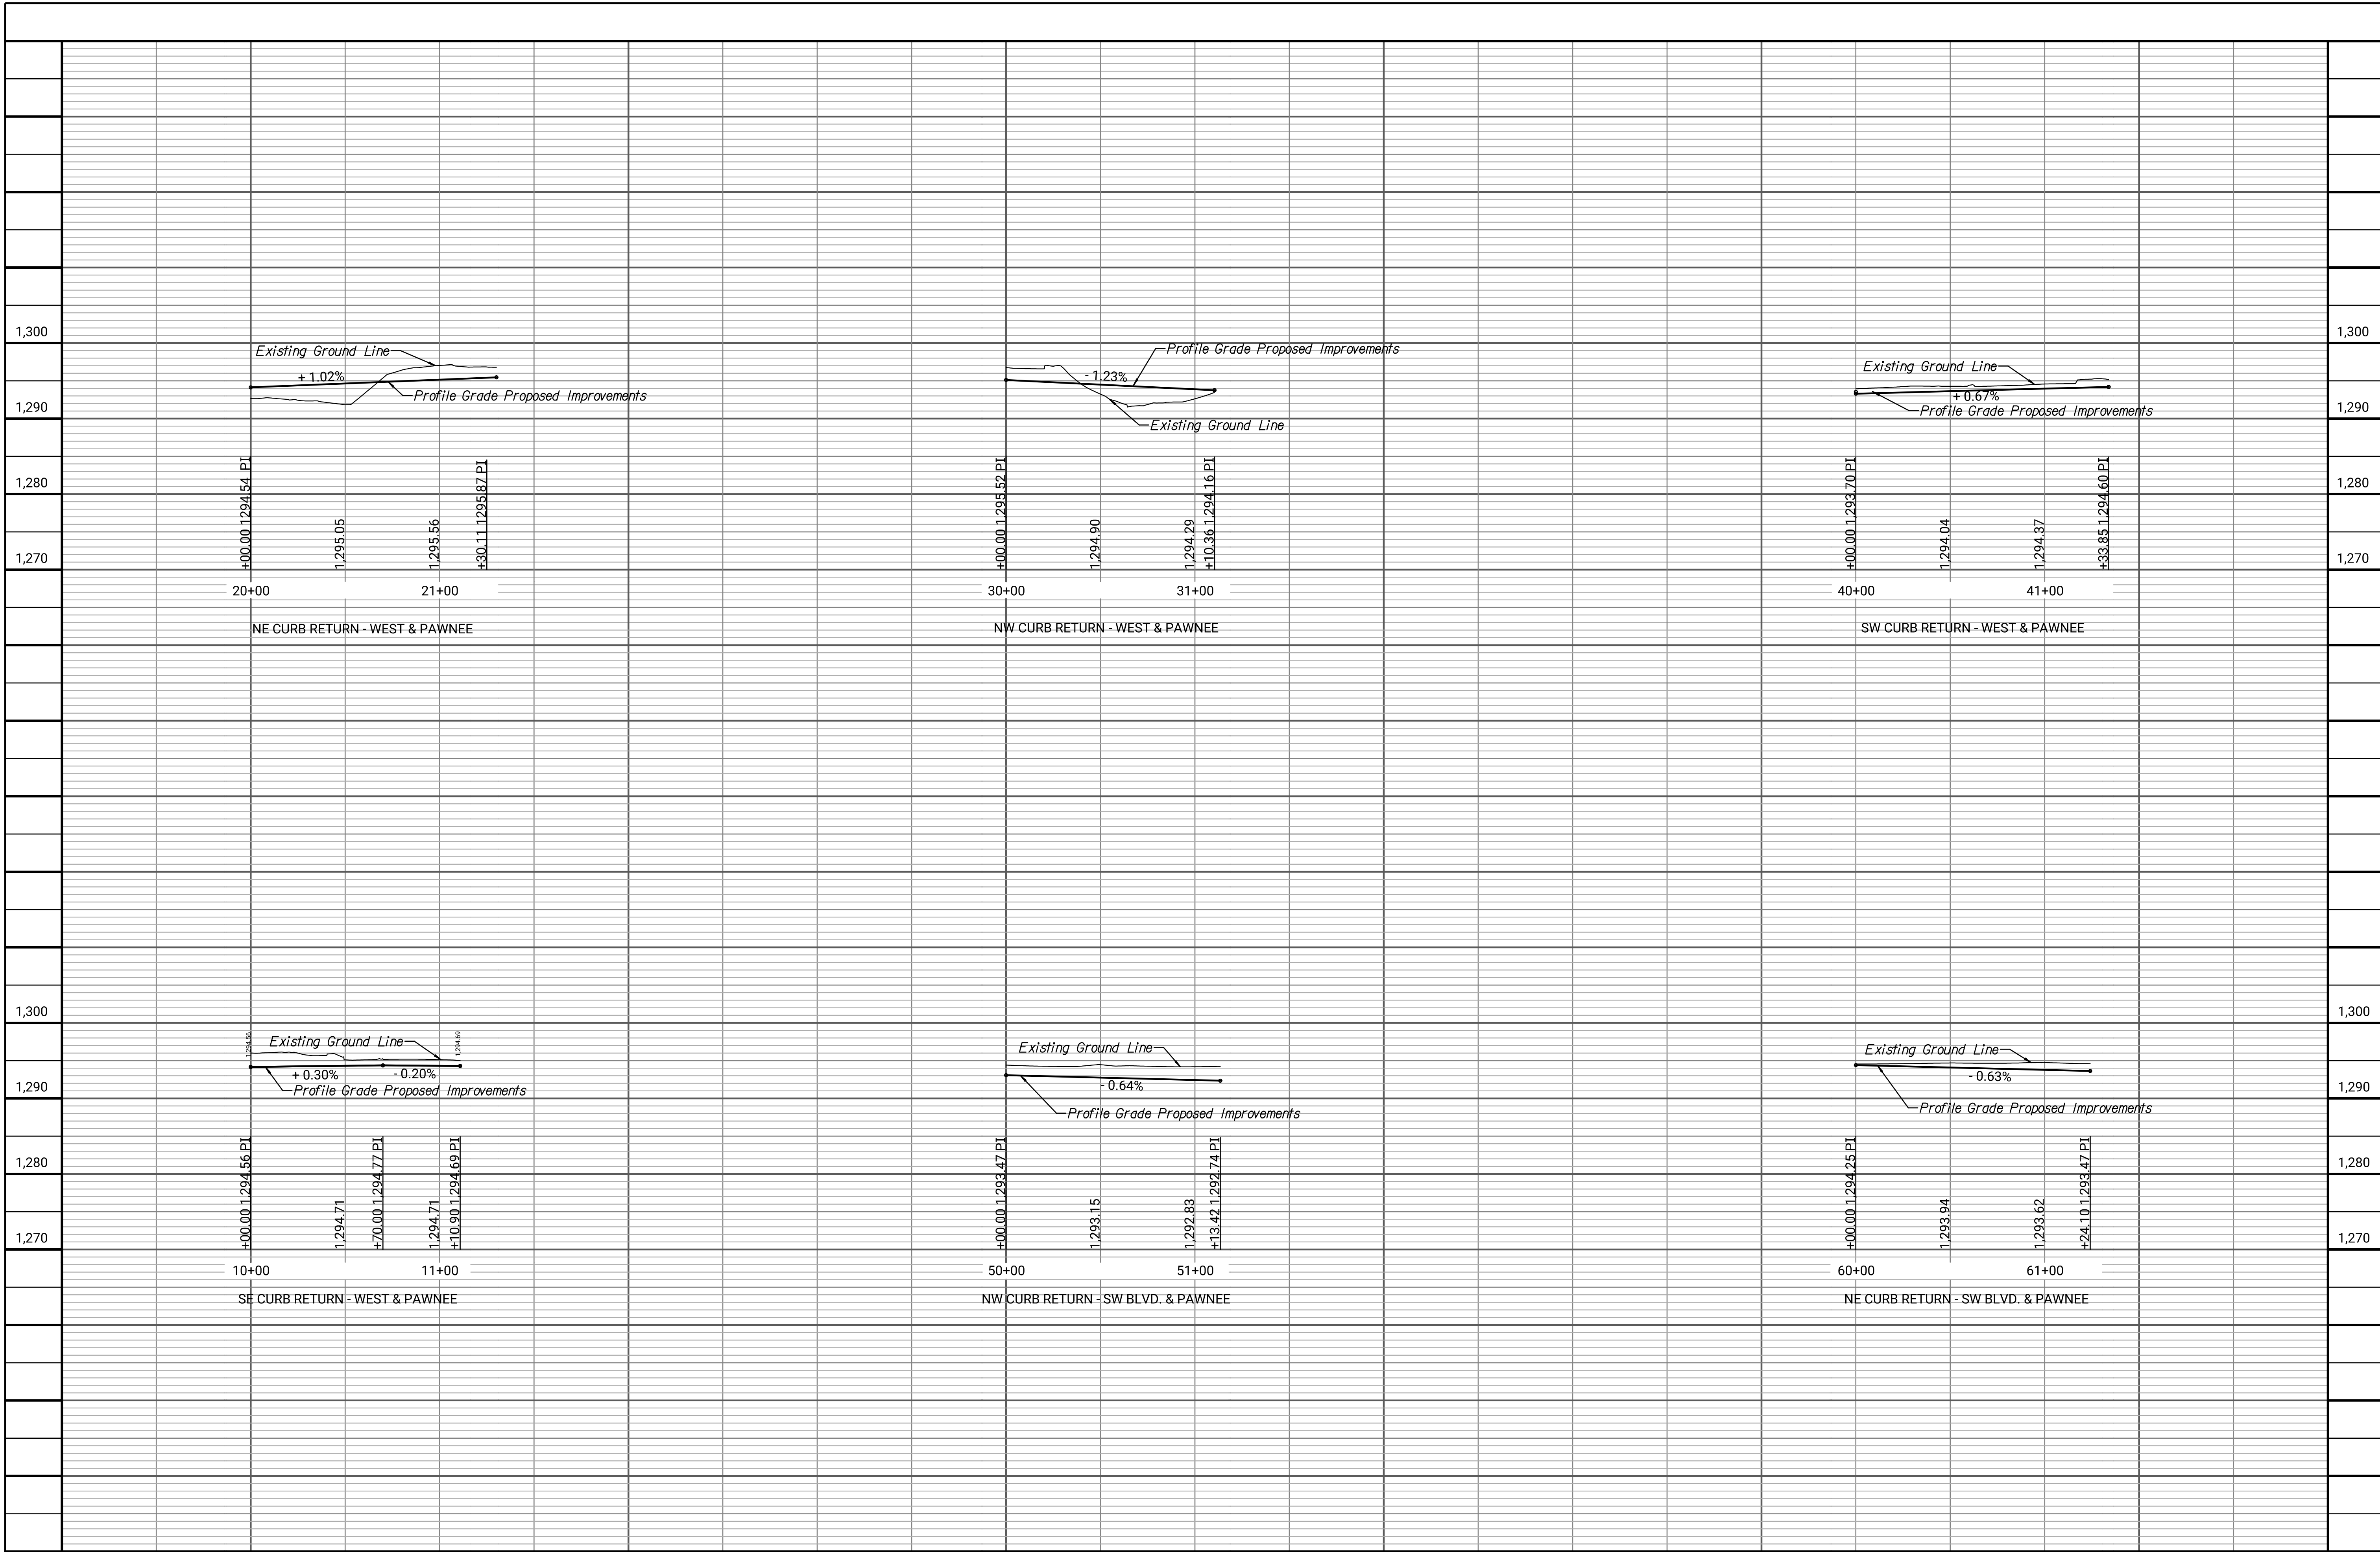 1,300
1,300
Existing Ground Line
+ 1.02%
Profile Grade Proposed Improvements
Profile Grade Proposed Improvements
- 1.23%
Existing Ground Line
Existing Ground Line
+ 0.67%
Profile Grade Proposed Improvements
1,290
1,290
1,280
1,280
1,270
1,270
+00.00 1294.54 PI
1,295.05
1,295.56
+30.11 1295.87 PI
+00.00 1,295.52 PI
1,294.90
1,294.29
+10.36 1,294.16 PI
+00.00 1,293.70 PI
1,294.04
1,294.37
+33.85 1,294.60 PI
20+00 21+00
30+00 31+00
40+00 41+00
NE CURB RETURN - WEST & PAWNEE
NW CURB RETURN - WEST & PAWNEE
SW CURB RETURN - WEST & PAWNEE
1,300
1,300
1,294.56
Existing Ground Line
1,294.69
+ 0.30%
- 0.20%
Profile Grade Proposed Improvements
Existing Ground Line
- 0.64%
Profile Grade Proposed Improvements
Existing Ground Line
- 0.63%
Profile Grade Proposed Improvements
1,290
1,290
1,280
1,280
1,270
1,270
+00.00 1,294.56 PI
1,294.71
+70.00 1,294.77 PI
1,294.71
+10.90 1,294.69 PI
+00.00 1,293.47 PI
1,293.15
1,292.83
+13.42 1,292.74 PI
+00.00 1,294.25 PI
1,293.94
1,293.62
+24.10 1,293.47 PI
10+00 11+00
50+00 51+00
60+00 61+00
SE CURB RETURN - WEST & PAWNEE
NW CURB RETURN - SW BLVD. & PAWNEE
NE CURB RETURN - SW BLVD. & PAWNEE